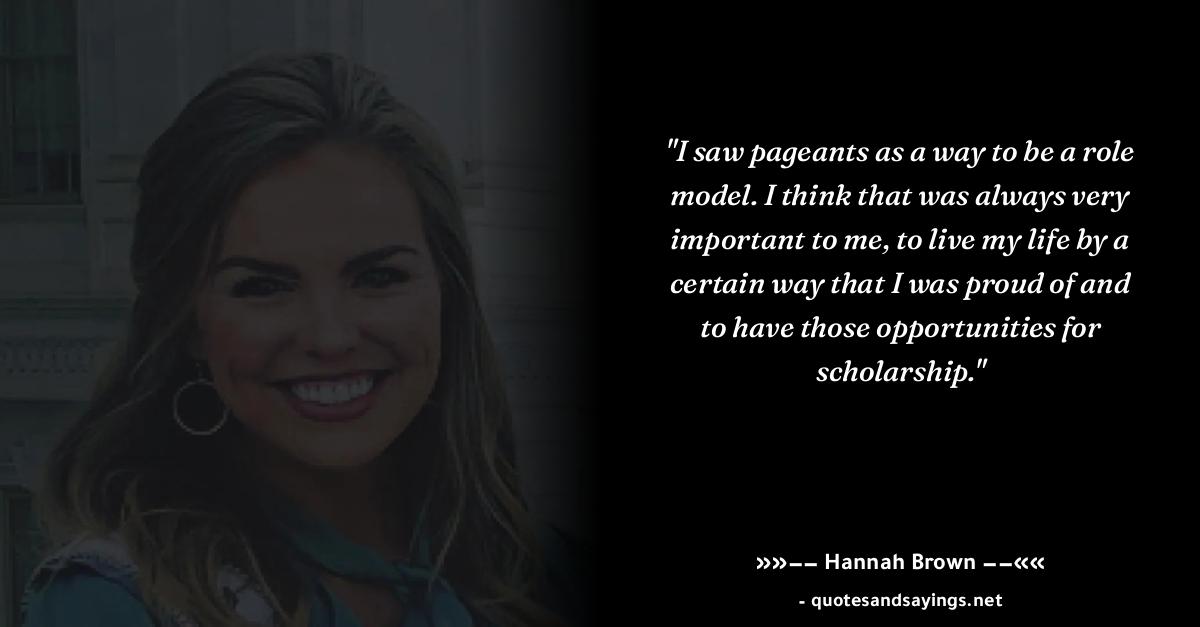 "I saw pageants as a way to be a role
model. I think that was always very
important to me, to live my life by a
certain way that I was proud of and
to have those opportunities for
scholarship."
»»–– Hannah Brown ––««
- quotesandsayings.net